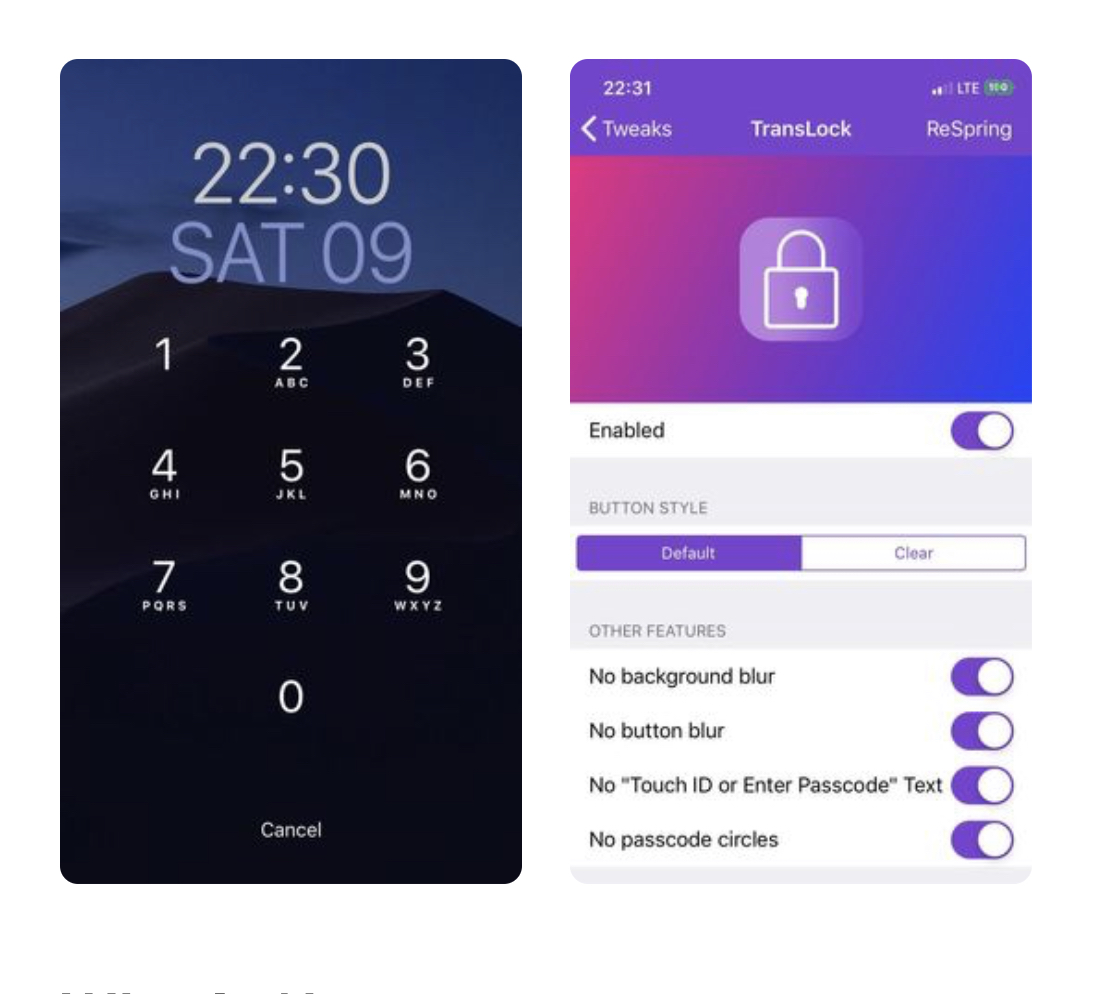 22:30
SAT 09
1 2 3
ABC DEF
4 5 6
GHI JKL MNO
7 8 9
PQRS TUV WXYZ
0
Cancel
22:31 LTE
Tweaks TransLock ReSpring
Enabled
BUTTON STYLE
Default Clear
OTHER FEATURES
No background blur
No button blur
No "Touch ID or Enter Passcode" Text
No passcode circles